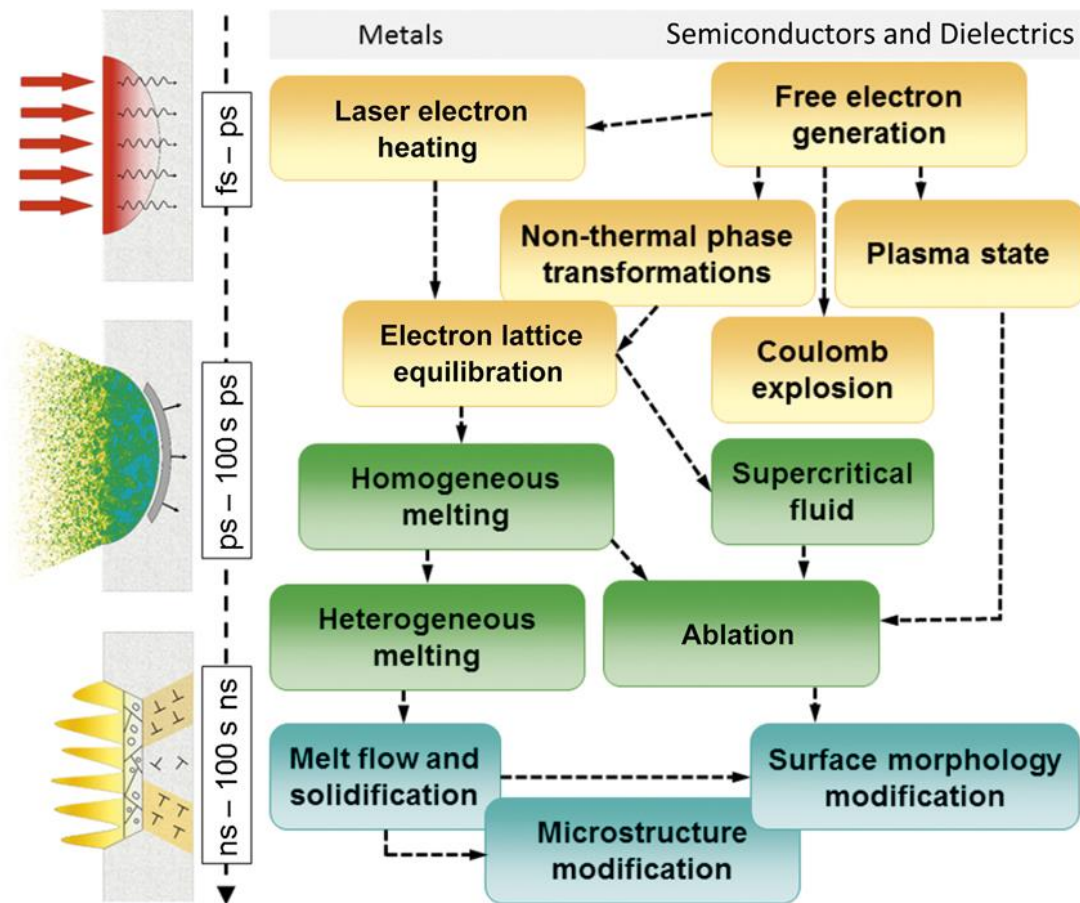 Metals
Semiconductors and Dielectrics
fs – ps
Laser electron
heating
Free electron
generation
Non-thermal phase
transformations
Plasma state
Electron lattice
equilibration
Coulomb
explosion
ps – 100 s ps
Homogeneous
melting
Supercritical
fluid
Heterogeneous
melting
Ablation
ns – 100 s ns
Melt flow and
solidification
Surface morphology
modification
Microstructure
modification